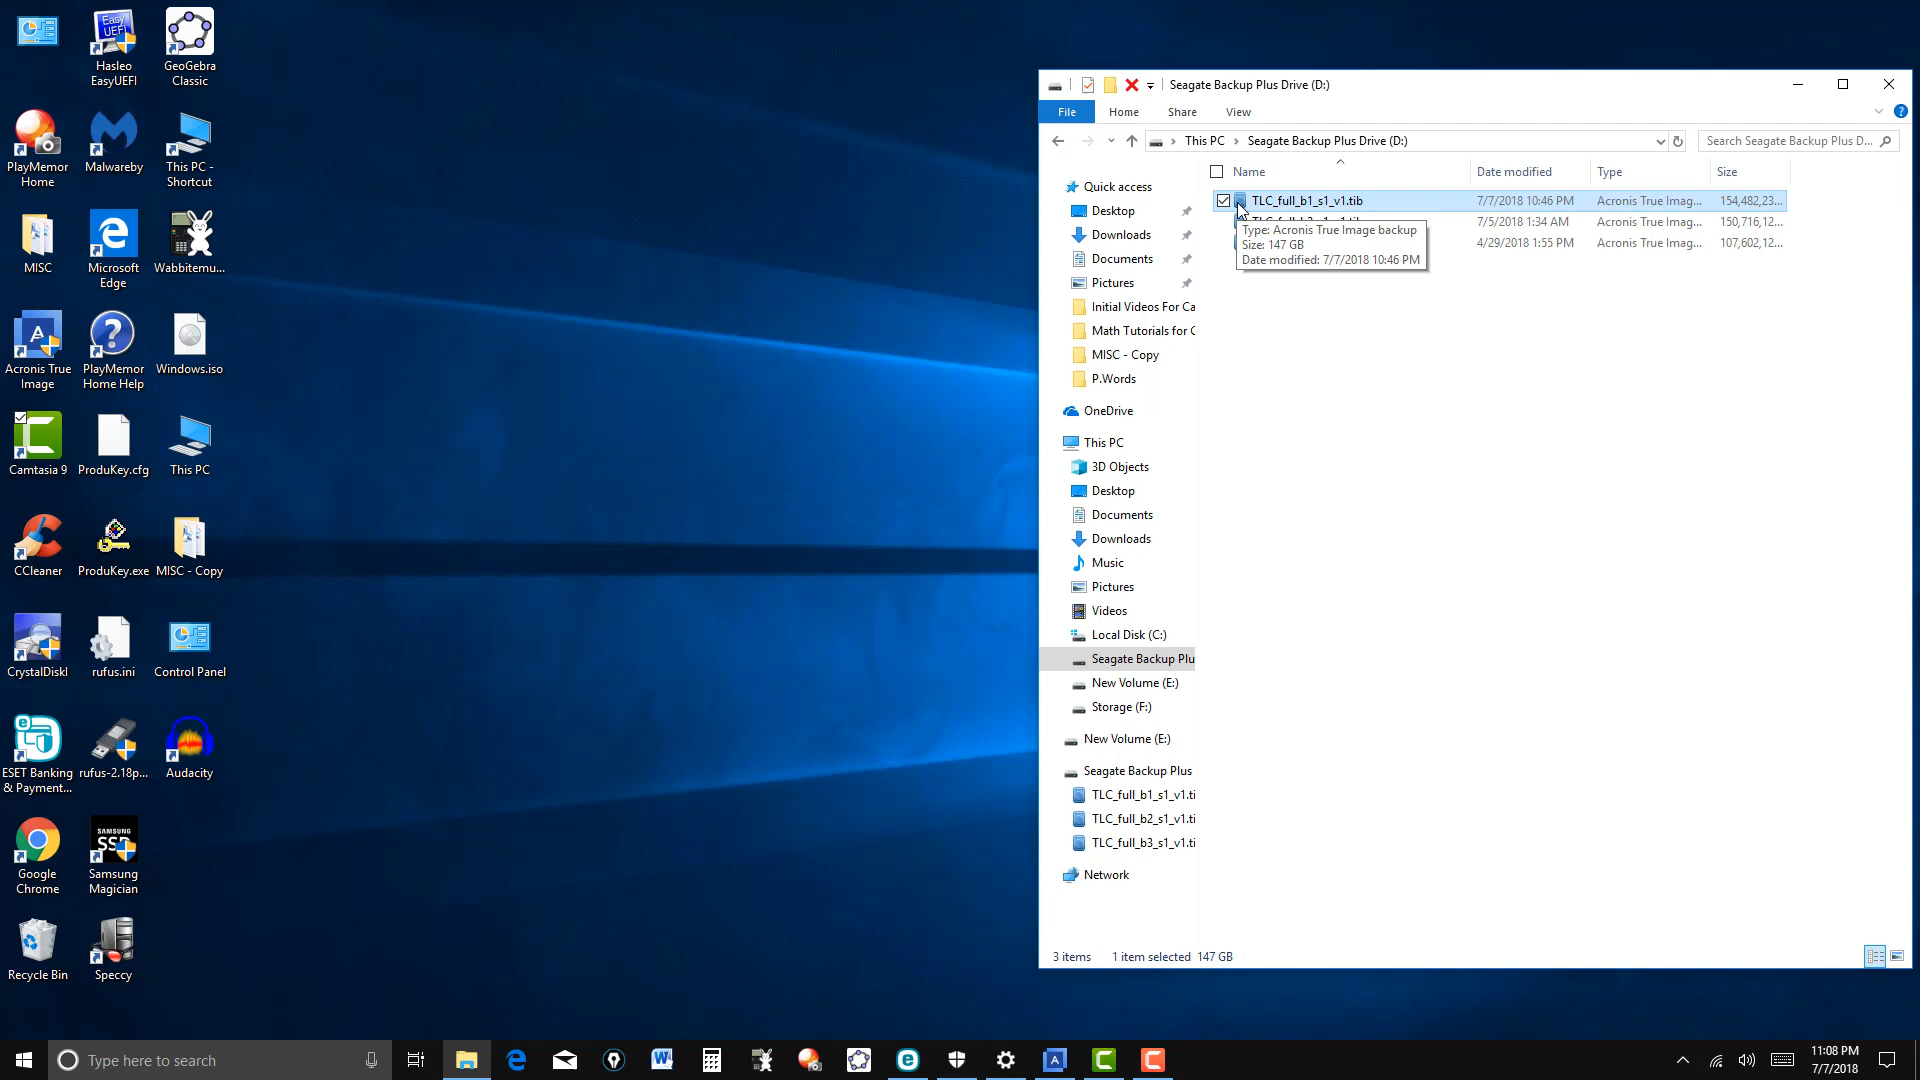 Hasleo
EasyUEFI
GeoGebra
Classic
PlayMemor
Home
Malwareby
This PC -
Shortcut
MISC
Microsoft
Edge
Wabbitemu...
Acronis True
Image
PlayMemor
Home Help
Windows.iso
Camtasia 9
ProduKey.cfg
This PC
CCleaner
ProduKey.exe
MISC - Copy
CrystalDiskI
rufus.ini
Control Panel
ESET Banking
& Payment...
rufus-2.18p...
Audacity
Google
Chrome
SAMSUNG
SSD
Samsung
Magician
Recycle Bin
Speccy
Easy
UEFI
Seagate Backup Plus Drive (D:)
File
Home
Share
View
This PC
Seagate Backup Plus Drive (D:)
Search Seagate Backup Plus D...
Name
Date modified
Type
Size
TLC_full_b1_s1_v1.tib
7/7/2018 10:46 PM
Acronis True Imag...
154,482,23...
7/5/2018 1:34 AM
Acronis True Imag...
150,716,12...
4/29/2018 1:55 PM
Acronis True Imag...
107,602,12...
Type: Acronis True Image backup
Size: 147 GB
Date modified: 7/7/2018 10:46 PM
Quick access
Desktop
Downloads
Documents
Pictures
Initial Videos For Ca
Math Tutorials for C
MISC - Copy
P.Words
OneDrive
This PC
3D Objects
Desktop
Documents
Downloads
Music
Pictures
Videos
Local Disk (C:)
Seagate Backup Plu
New Volume (E:)
Storage (F:)
New Volume (E:)
Seagate Backup Plus
TLC_full_b1_s1_v1.ti
TLC_full_b2_s1_v1.ti
TLC_full_b3_s1_v1.ti
Network
3 items
1 item selected 147 GB
Type here to search
11:08 PM
7/7/2018